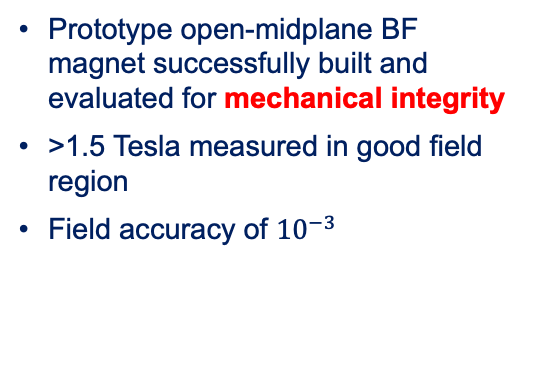 • Prototype open-midplane BF
magnet successfully built and
evaluated for mechanical integrity
• >1.5 Tesla measured in good field
region
• Field accuracy of 10⁻³